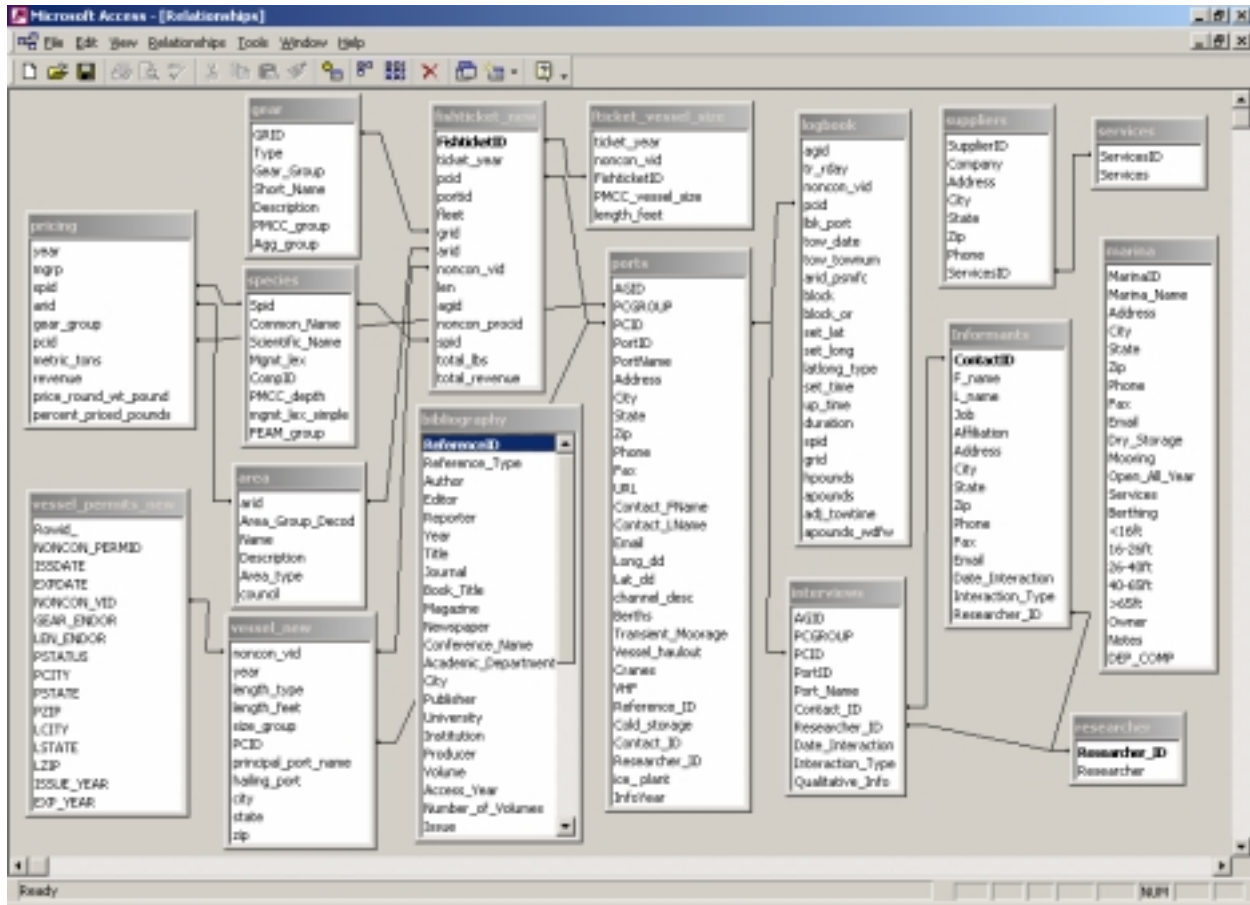 Microsoft Access - [Relationships]
File Edit View Relationships Tools Window Help
gear
GRID
Type
Gear_Group
Short_Name
Description
PMCC_group
Agg_group
fishticket_new
FishticketID
ticket_year
pcid
portid
fleet
grid
arid
noncon_vid
len
agid
noncon_procid
spid
total_lbs
total_revenue
fticket_vessel_size
ticket_year
noncon_vid
FishticketID
PMCC_vessel_size
length_feet
logbook
agid
tr_rday
noncon_vid
pcid
lbk_port
tow_date
tow_townum
arid_psmfc
block
block_or
set_lat
set_long
latlong_type
set_time
up_time
duration
spid
grid
hpounds
apounds
adj_towtime
apounds_wdfw
suppliers
SupplierID
Company
Address
City
State
Zip
Phone
ServicesID
services
ServicesID
Services
pricing
year
mgrp
spid
arid
gear_group
pcid
metric_tons
revenue
price_round_wt_pound
percent_priced_pounds
species
Spid
Common_Name
Scientific_Name
Mgmt_lex
CompID
PMCC_depth
mgmt_lex_simple
FEAM_group
ports
AGID
PCGROUP
PCID
PortID
PortName
Address
City
State
Zip
Phone
Fax
URL
Contact_FName
Contact_LName
Email
Long_dd
Lat_dd
channel_desc
Berths
Transient_Moorage
Vessel_haulout
Cranes
VHF
Reference_ID
Cold_storage
Contact_ID
Researcher_ID
ice_plant
InfoYear
marina
MarinaID
Marina_Name
Address
City
State
Zip
Phone
Fax
Email
Dry_Storage
Mooring
Open_All_Year
Services
Berthing
<16ft
16-26ft
26-40ft
40-65ft
>65ft
Owner
Notes
DEP_COMP
Informants
ContactID
F_name
L_name
Job
Affiliation
Address
City
State
Zip
Phone
Fax
Email
Date_Interaction
Interaction_Type
Researcher_ID
bibliography
ReferenceID
Reference_Type
Author
Editor
Reporter
Year
Title
Journal
Book_Title
Magazine
Newspaper
Conference_Name
Academic_Department
City
Publisher
University
Institution
Producer
Volume
Access_Year
Number_of_Volumes
Issue
area
arid
Area_Group_Decod
Name
Description
Area_type
council
vessel_permits_new
Rowid_
NONCON_PERMID
ISSDATE
EXPDATE
NONCON_VID
GEAR_ENDOR
LEN_ENDOR
PSTATUS
PCITY
PSTATE
PZIP
LCITY
LSTATE
LZIP
ISSUE_YEAR
EXP_YEAR
vessel_new
noncon_vid
year
length_type
length_feet
size_group
PCID
principal_port_name
hailing_port
city
state
zip
interviews
AGID
PCGROUP
PCID
PortID
Port_Name
Contact_ID
Researcher_ID
Date_Interaction
Interaction_Type
Qualitative_Info
researcher
Researcher_ID
Researcher
Ready
NUM